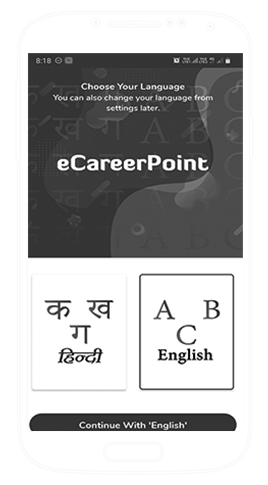 8:18
Choose Your Language
You can also change your language from
settings later.
eCareerPoint
क ख
ग
हिन्दी
A B
C
English
Continue With 'English'